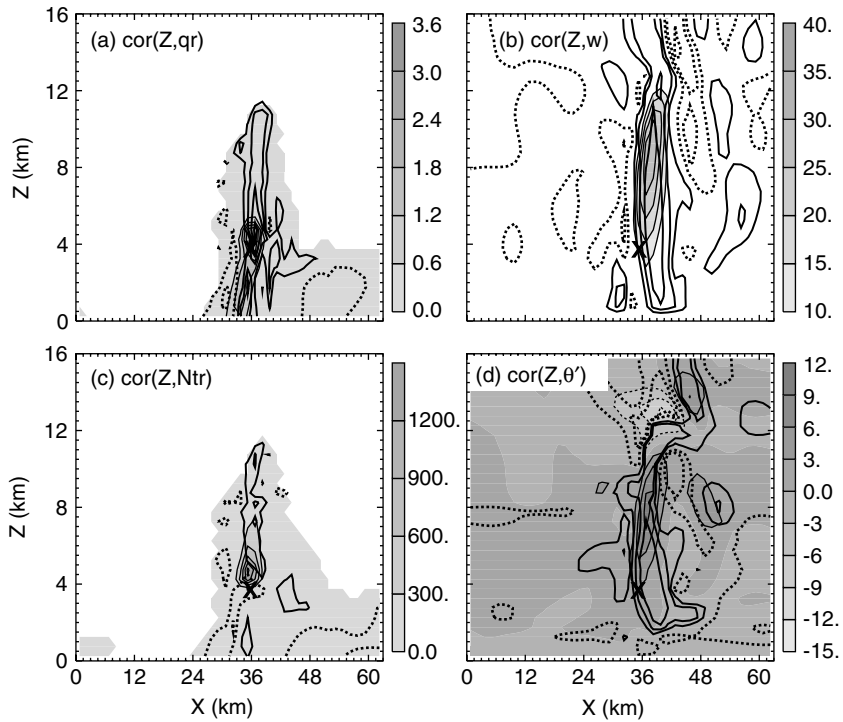 (a) cor(Z,qr)
16
12
8
4
0
Z (km)
X
3.6
3.0
2.4
1.8
1.2
0.6
0.0
(b) cor(Z,w)
X
40.
35.
30.
25.
20.
15.
10.
(c) cor(Z,Ntr)
16
12
8
4
0
Z (km)
X
0 12 24 36 48 60
X (km)
1200.
900.
600.
300.
0.0
(d) cor(Z,θ′)
X
0 12 24 36 48 60
X (km)
12.
9.
6.
3.
0.0
-3.
-6.
-9.
-12.
-15.